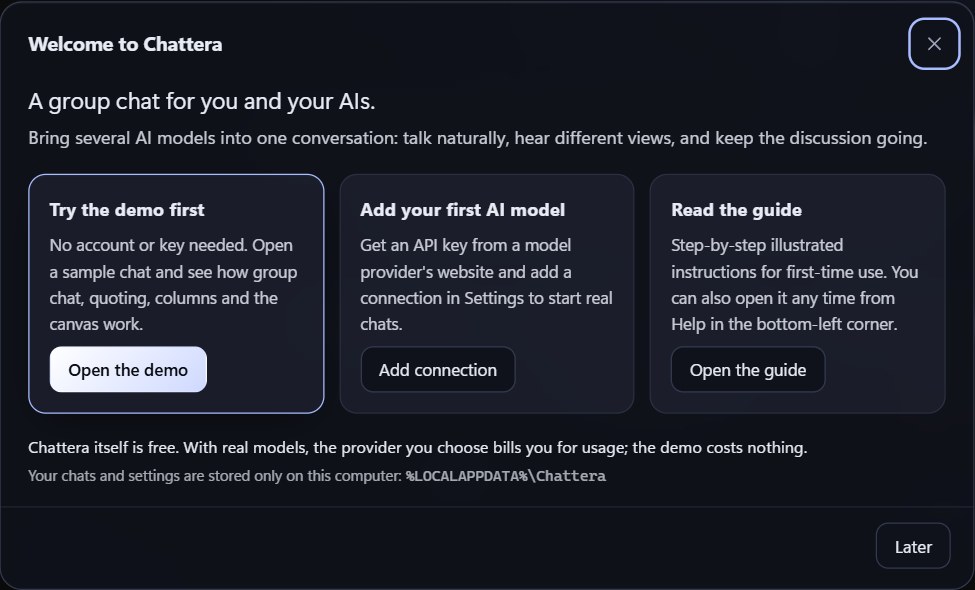 Welcome to Chattera
A group chat for you and your AIs.
Bring several AI models into one conversation: talk naturally, hear different views, and keep the discussion going.
Try the demo first
No account or key needed. Open
a sample chat and see how group
chat, quoting, columns and the
canvas work.
Open the demo
Add your first AI model
Get an API key from a model
provider's website and add a
connection in Settings to start real
chats.
Add connection
Read the guide
Step-by-step illustrated
instructions for first-time use. You
can also open it any time from
Help in the bottom-left corner.
Open the guide
Chattera itself is free. With real models, the provider you choose bills you for usage; the demo costs nothing.
Your chats and settings are stored only on this computer: %LOCALAPPDATA%\Chattera
Later